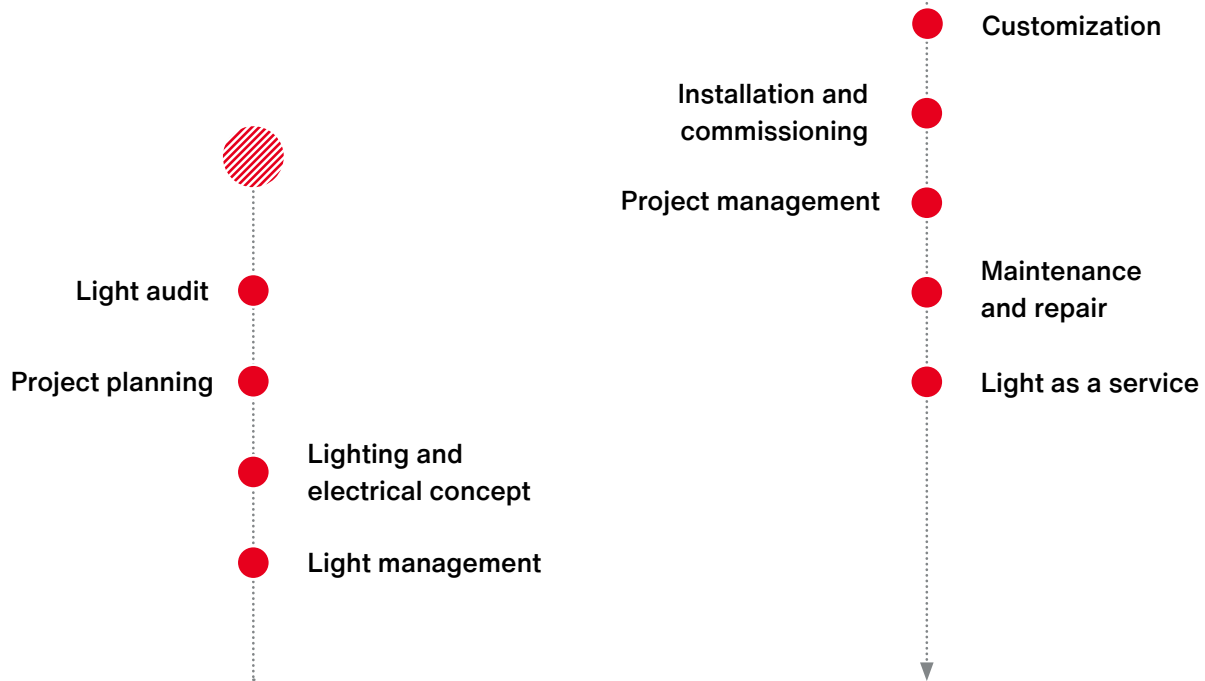 Light audit
Project planning
Lighting and
electrical concept
Light management
Customization
Installation and
commissioning
Project management
Maintenance
and repair
Light as a service